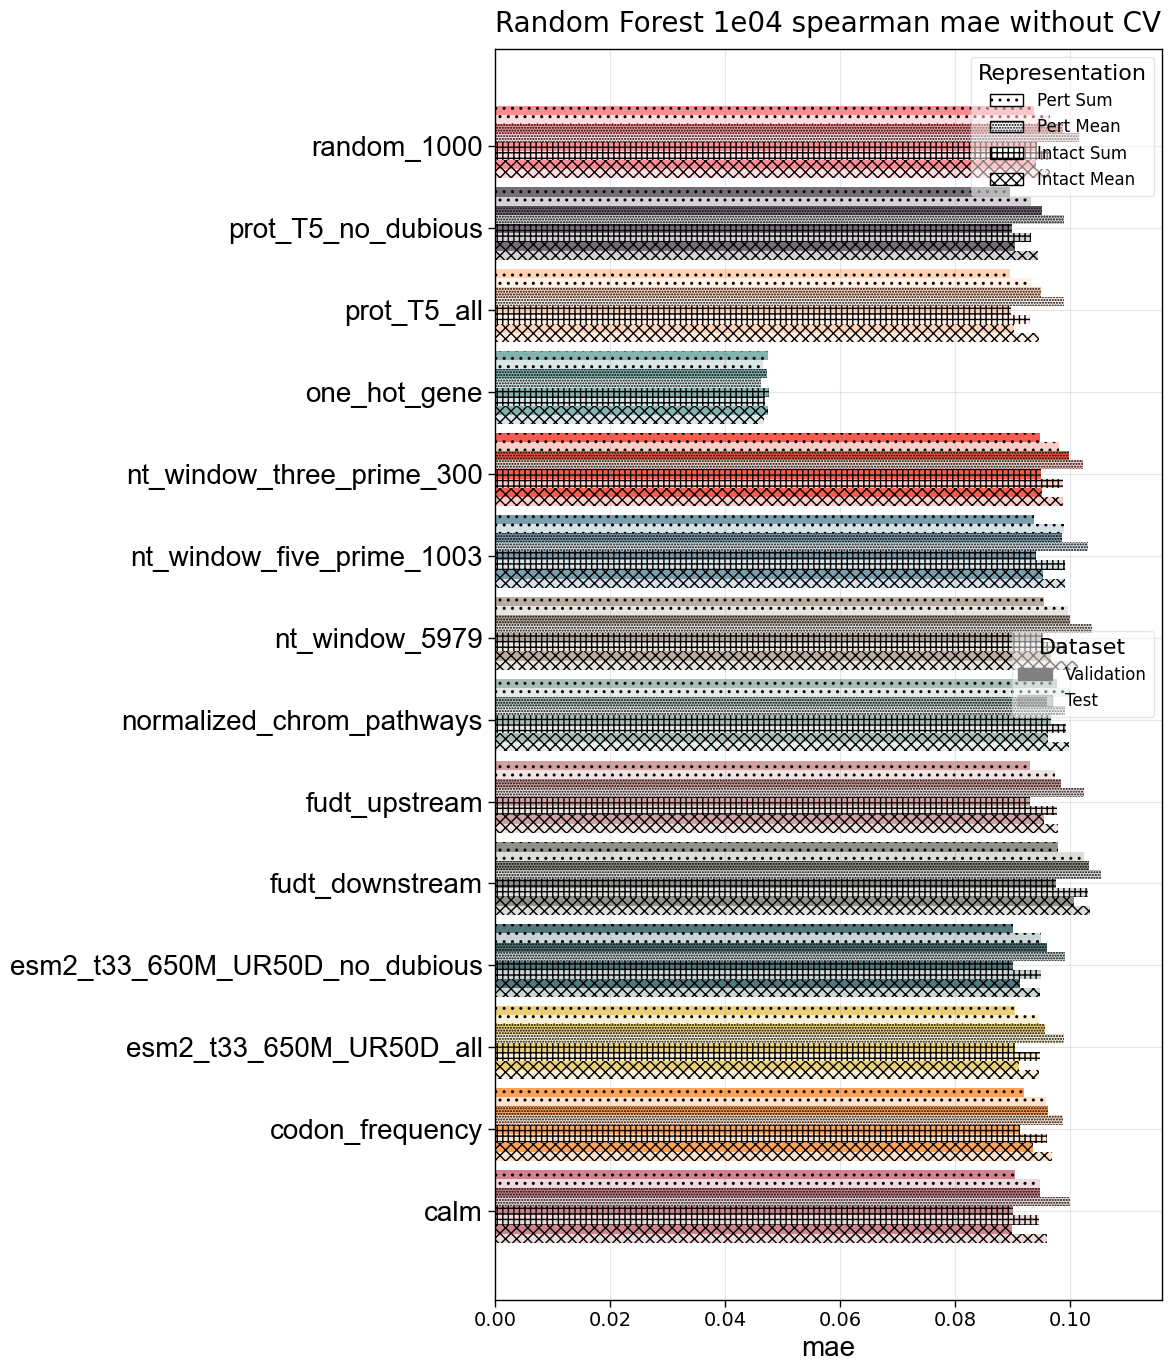 Random Forest 1e04 spearman mae without CV
Representation
Pert Sum
Pert Mean
Intact Sum
Intact Mean
random_1000
prot_T5_no_dubious
prot_T5_all
one_hot_gene
nt_window_three_prime_300
nt_window_five_prime_1003
nt_window_5979
Dataset
Validation
Test
normalized_chrom_pathways
fudt_upstream
fudt_downstream
esm2_t33_650M_UR50D_no_dubious
esm2_t33_650M_UR50D_all
codon_frequency
calm
0.00 0.02 0.04 0.06 0.08 0.10
mae